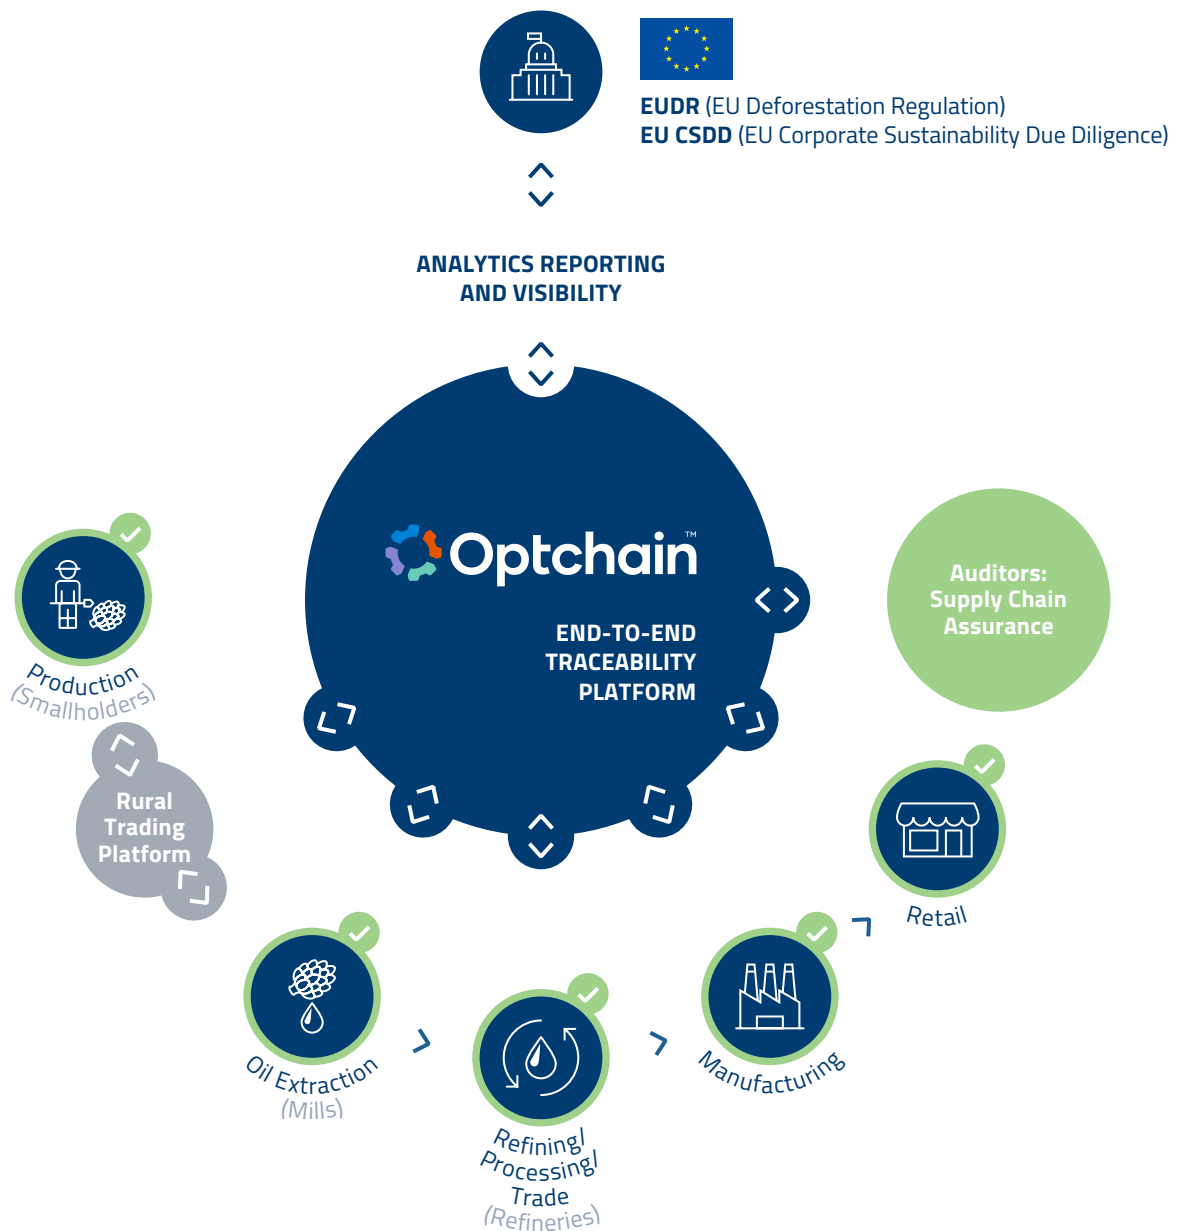 EUDR (EU Deforestation Regulation)
EU CSDD (EU Corporate Sustainability Due Diligence)
ANALYTICS REPORTING
AND VISIBILITY
Optchain™
END-TO-END
TRACEABILITY
PLATFORM
Auditors:
Supply Chain
Assurance
Production
(Smallholders)
Rural
Trading
Platform
Oil Extraction
(Mills)
Refining/
Processing/
Trade
(Refineries)
Manufacturing
Retail